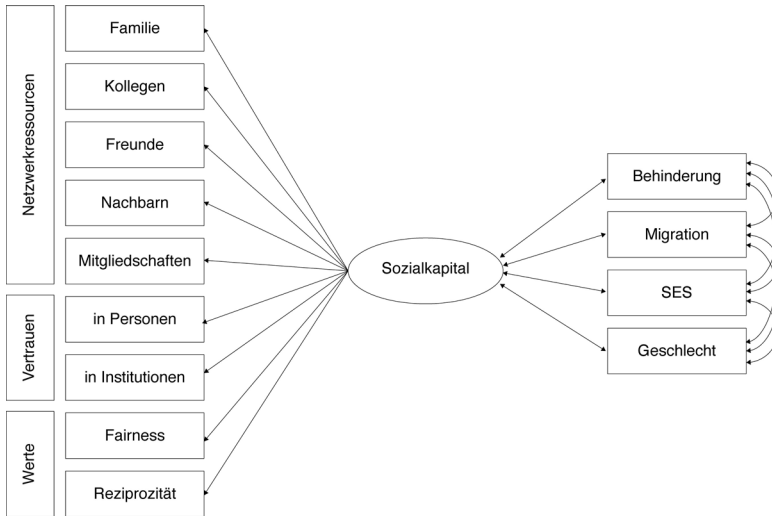 Netzwerkressourcen
Familie
Kollegen
Freunde
Nachbarn
Mitgliedschaften
Vertrauen
in Personen
in Institutionen
Werte
Fairness
Reziprozität
Sozialkapital
Behinderung
Migration
SES
Geschlecht